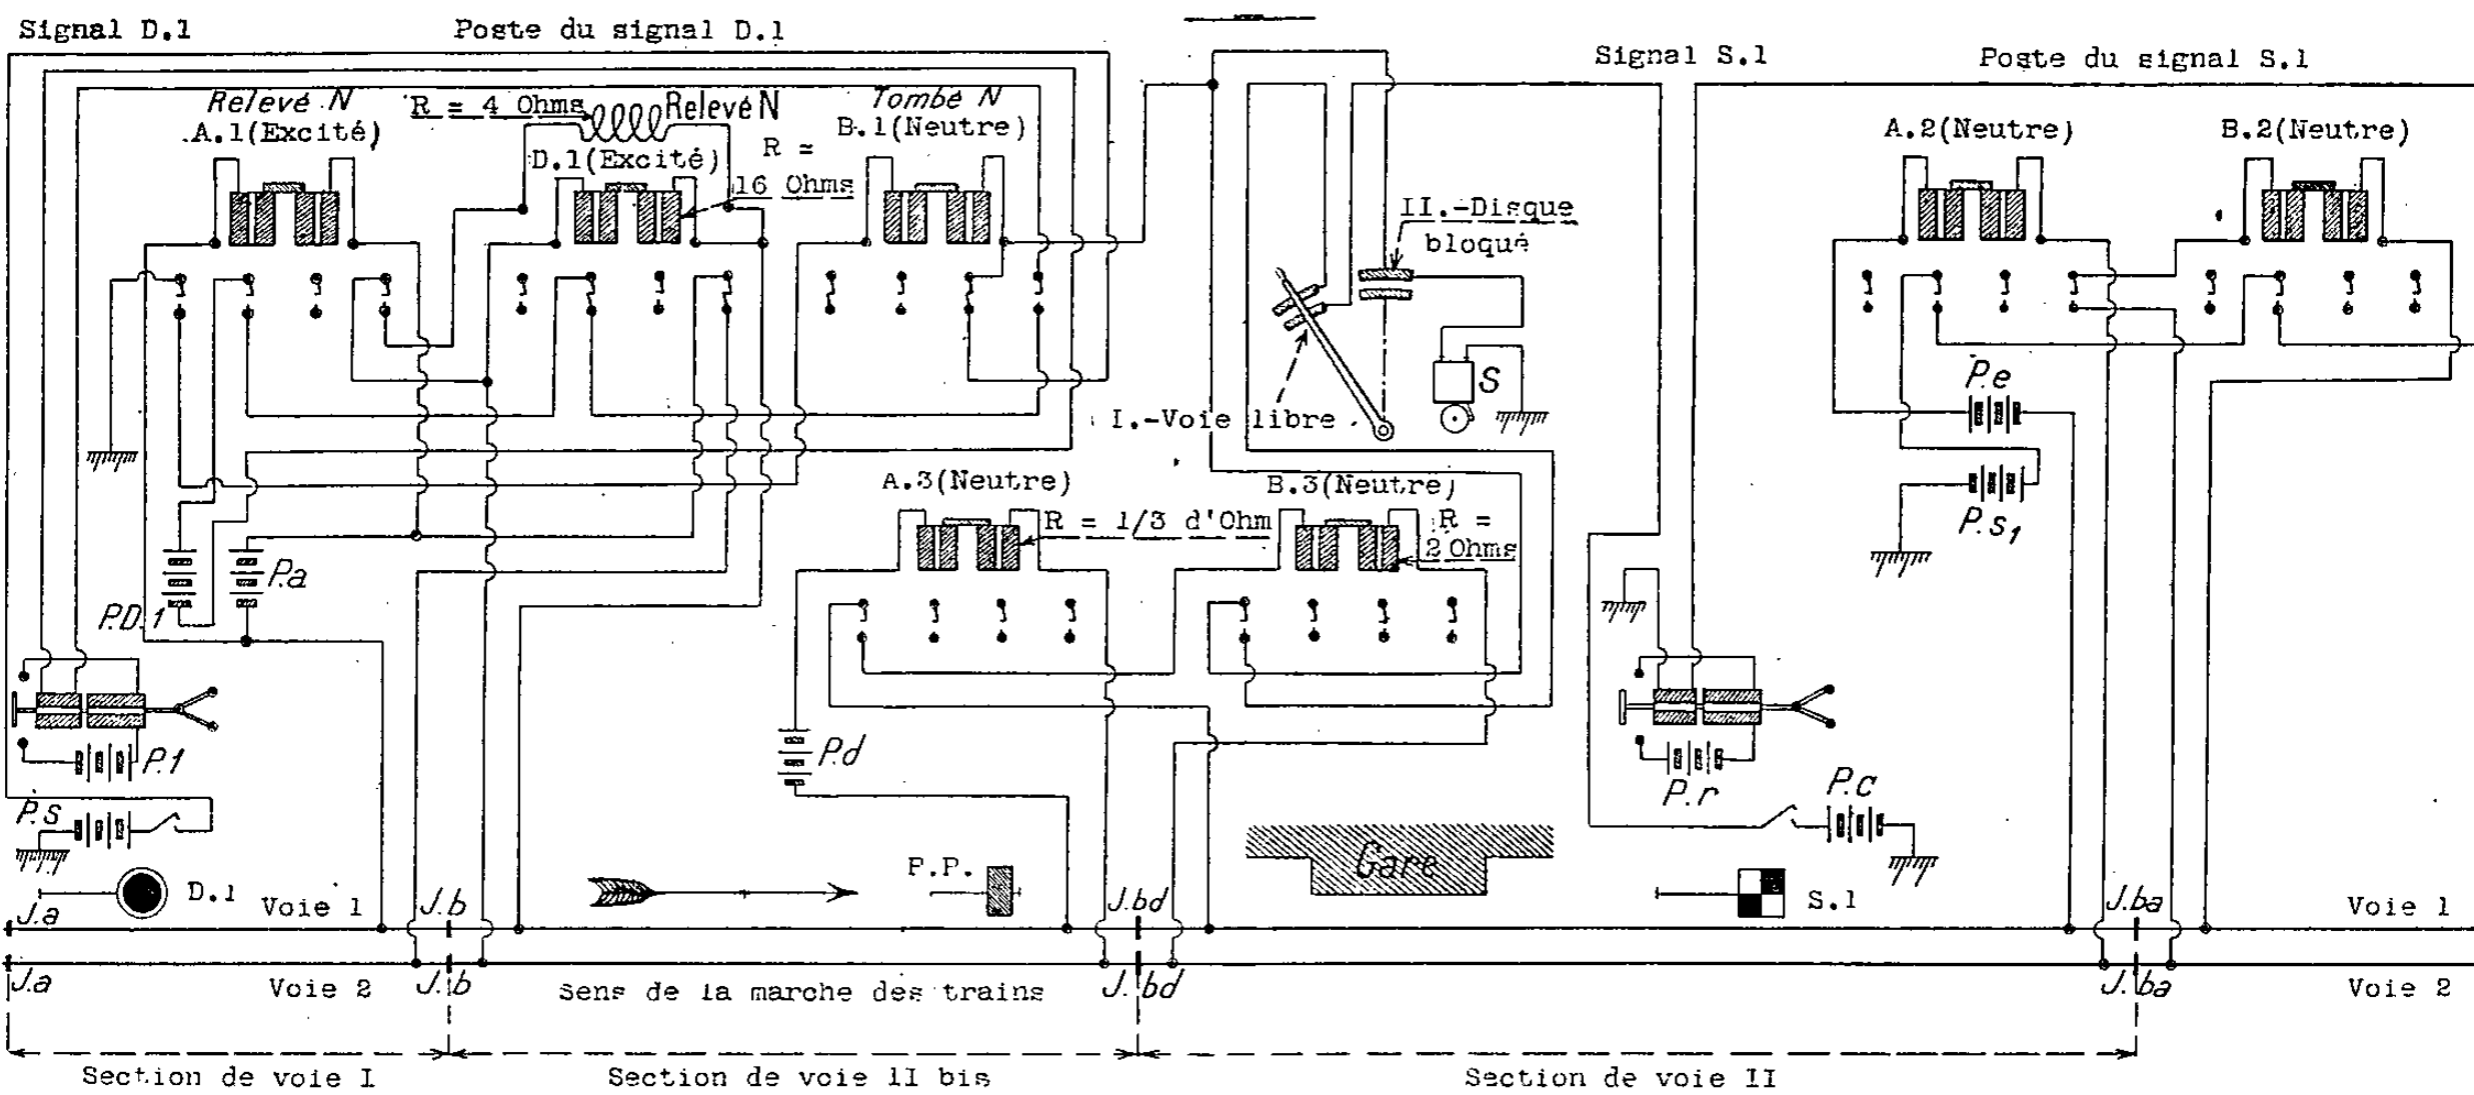 Signal D.1
Poste du signal D.1
Signal S.1
Poste du signal S.1
Relevé N
A.1(Excité)
R = 4 Ohms
Relevé N
D.1(Excité)
R =
16 Ohms
Tombé N
B.1(Neutre)
A.2(Neutre)
B.2(Neutre)
II.-Disque
bloqué
S
I.-Voie libre
P.e
P.s1
A.3(Neutre)
R = 1/3 d'Ohm
B.3(Neutre)
R =
2 Ohms
P.D.1
P.a
P.d
P.1
P.s
P.r
P.c
D.1
P.P.
Gare
S.1
J.a
Voie 1
J.b
J.bd
J.ba
Voie 1
J.a
Voie 2
J.b
Sens de la marche des trains
J.bd
J.ba
Voie 2
Section de voie I
Section de voie II bis
Section de voie II